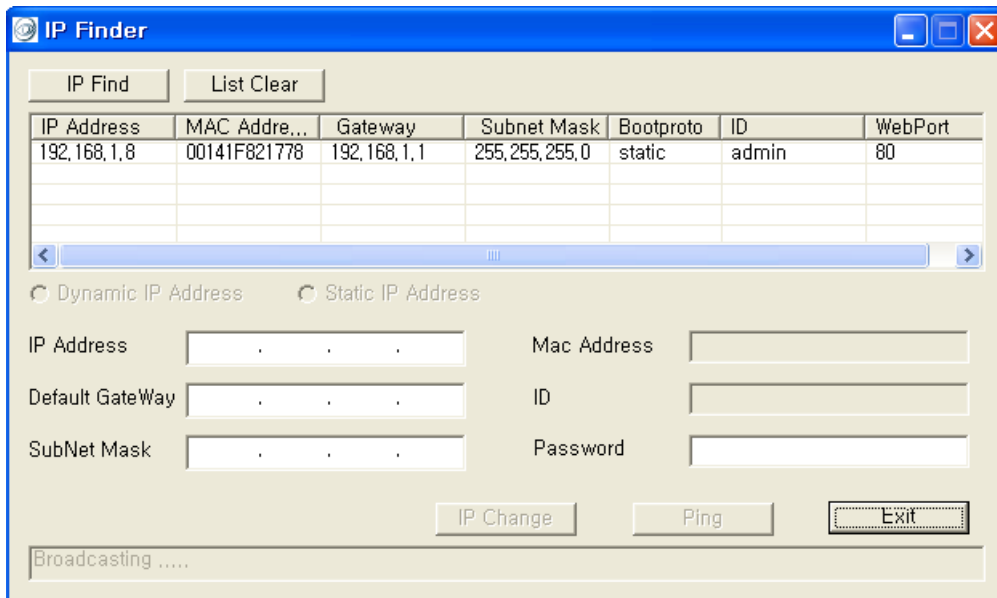 IP Finder
IP Find List Clear
IP Address MAC Addre... Gateway Subnet Mask Bootproto ID WebPort
192,168,1,8 00141F821778 192,168,1,1 255,255,255,0 static admin 80
Dynamic IP Address Static IP Address
IP Address . . . Mac Address
Default GateWay . . . ID
SubNet Mask . . . Password
IP Change Ping Exit
Broadcasting .....